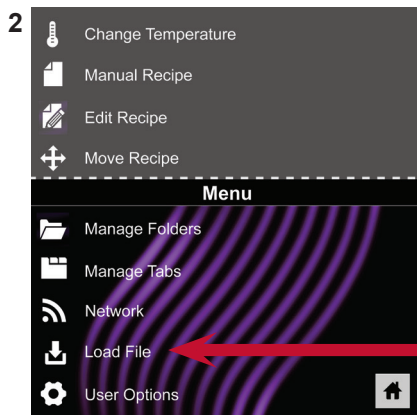 2
Change Temperature
Manual Recipe
Edit Recipe
Move Recipe
Menu
Manage Folders
Manage Tabs
Network
Load File
User Options